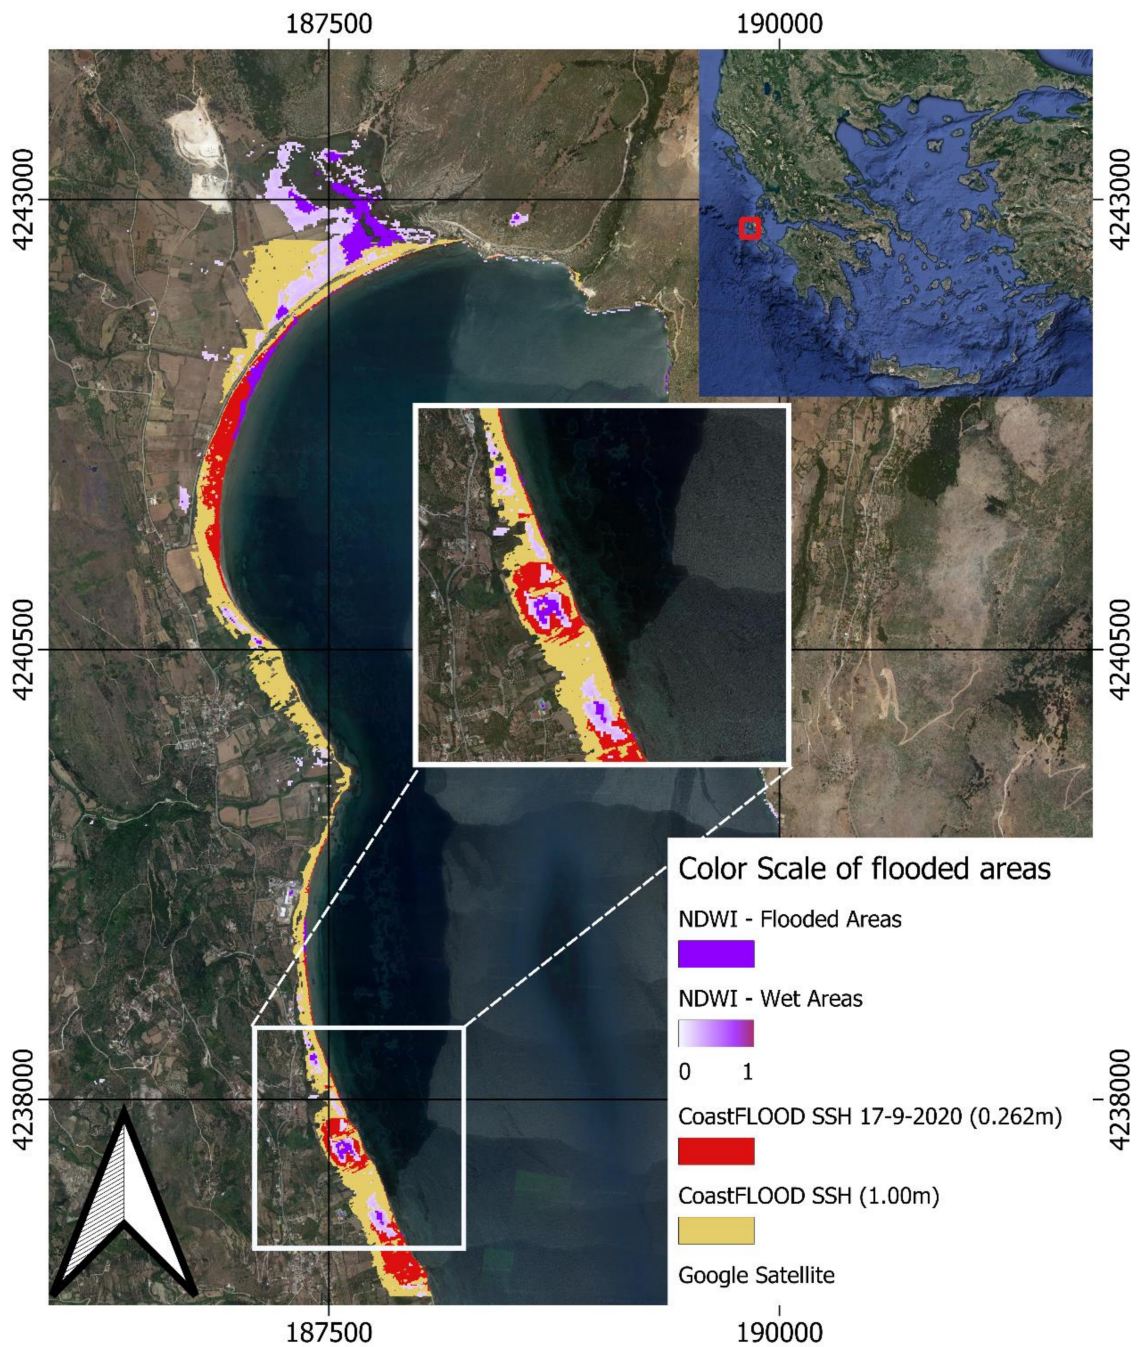 187500
190000
4243000
4243000
4240500
4240500
4238000
4238000
Color Scale of flooded areas
NDWI - Flooded Areas
NDWI - Wet Areas
0 1
CoastFLOOD SSH 17-9-2020 (0.262m)
CoastFLOOD SSH (1.00m)
Google Satellite
187500
190000